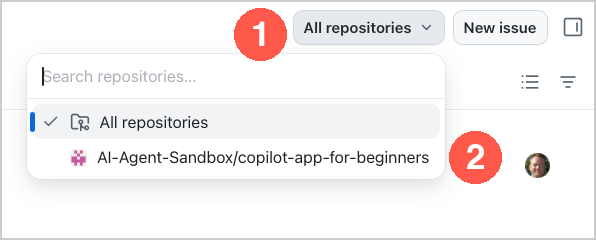 1
All repositories
New issue
Search repositories...
All repositories
AI-Agent-Sandbox/copilot-app-for-beginners
2